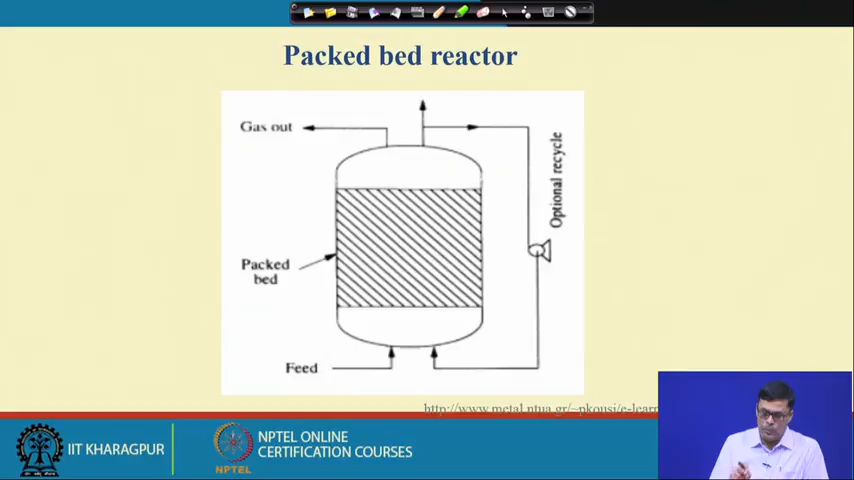 Packed bed reactor
Gas out
Optional recycle
Packed
bed
Feed
http://www.metal.ntua.gr/~pkousi/e-learn
IIT KHARAGPUR
NPTEL
NPTEL ONLINE
CERTIFICATION COURSES